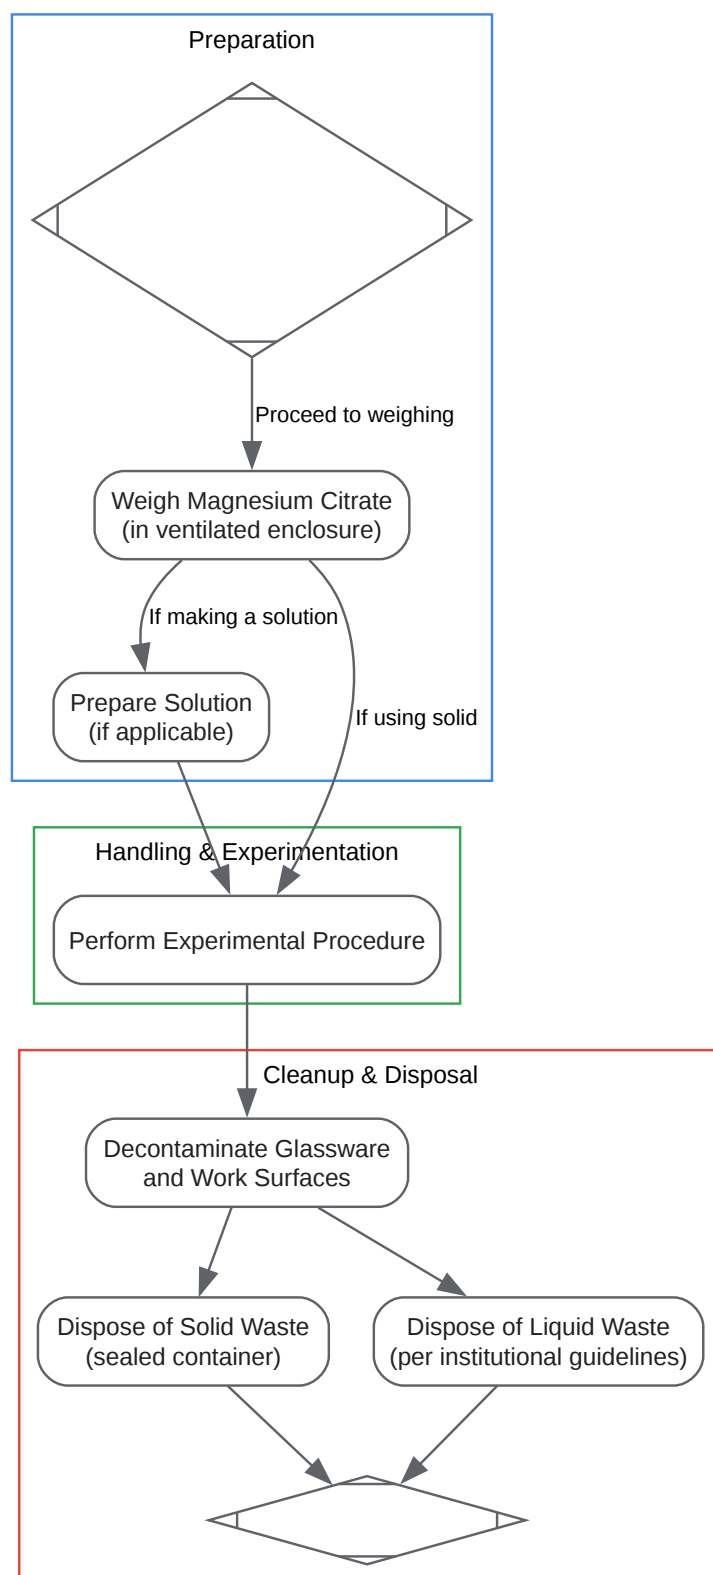 Preparation
Proceed to weighing
Weigh Magnesium Citrate
(in ventilated enclosure)
If making a solution
Prepare Solution
(if applicable)
If using solid
Handling & Experimentation
Perform Experimental Procedure
Cleanup & Disposal
Decontaminate Glassware
and Work Surfaces
Dispose of Solid Waste
(sealed container)
Dispose of Liquid Waste
(per institutional guidelines)